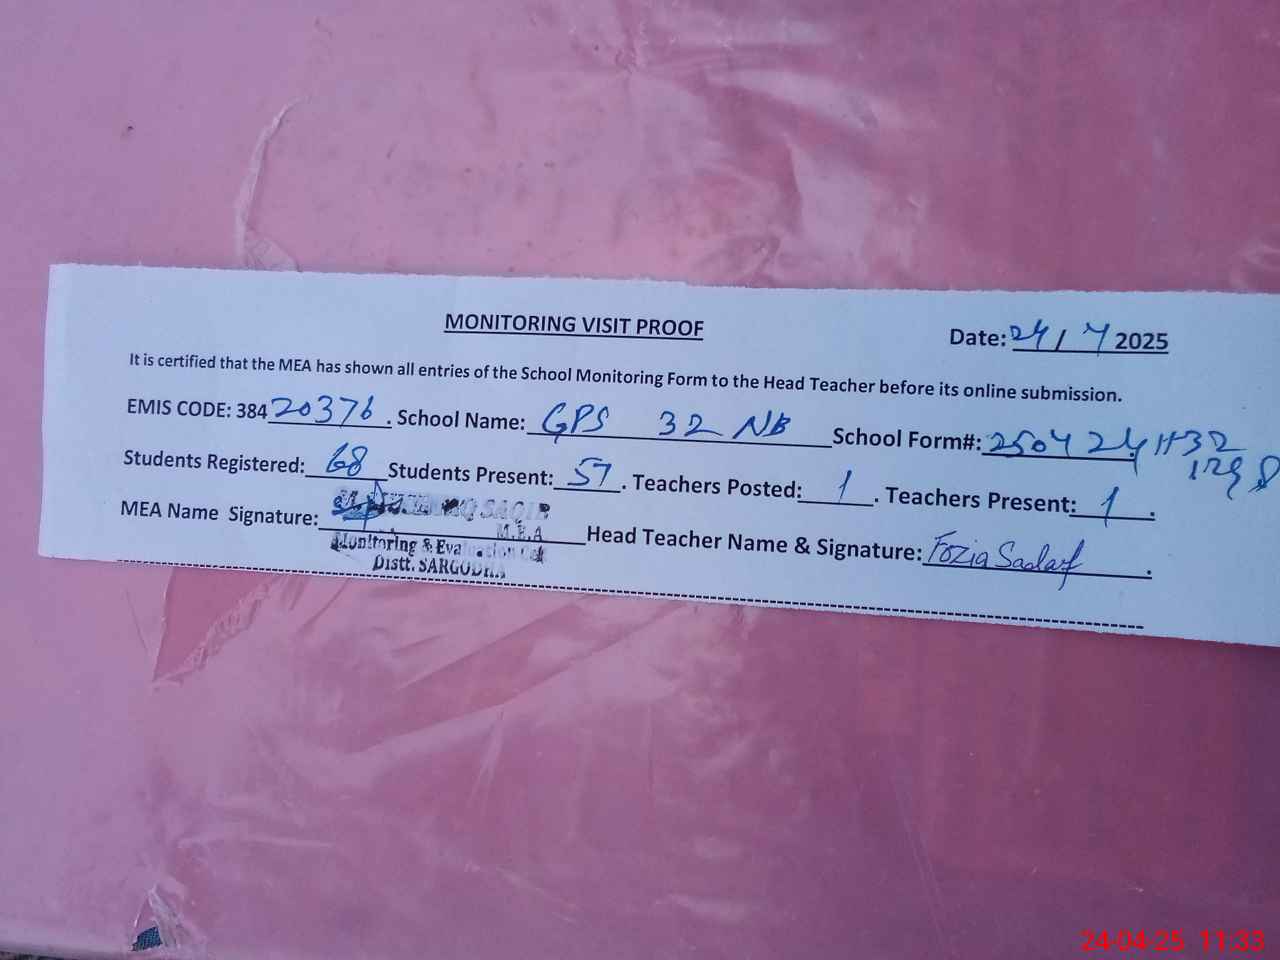 MONITORING VISIT PROOF
Date: 24/4 2025
It is certified that the MEA has shown all entries of the School Monitoring Form to the Head Teacher before its online submission.
EMIS CODE: 38420376. School Name: GPS 32 NB School Form#: 250424 1132
Students Registered: 68 Students Present: 57. Teachers Posted: 1. Teachers Present: 1.
MEA Name Signature: SAQIB
M.E.A
Head Teacher Name & Signature: Fozia Sadaf.
Monitoring & Evaluation Cell
Distt. SARGODHA
24-04-25 11:33